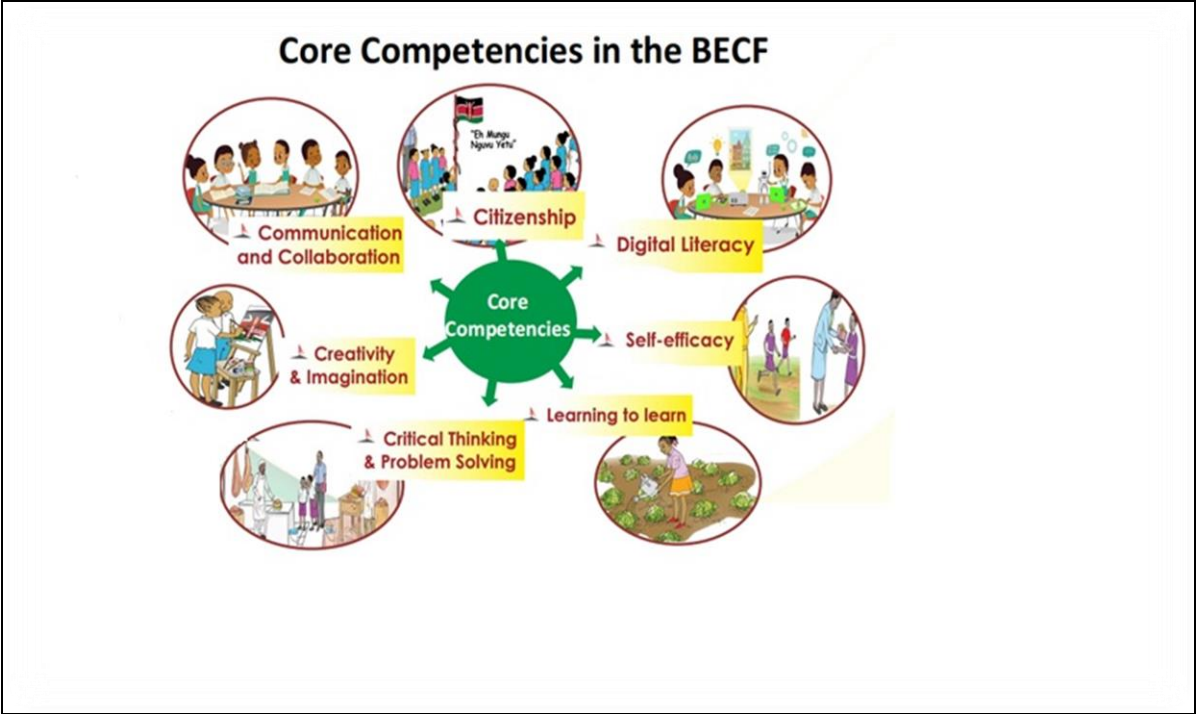 Core Competencies in the BECF
"Eh Mungu
Nguvu Yetu"
Communication
and Collaboration
Citizenship
Digital Literacy
Core
Competencies
Creativity
& Imagination
Self-efficacy
Learning to learn
Critical Thinking
& Problem Solving